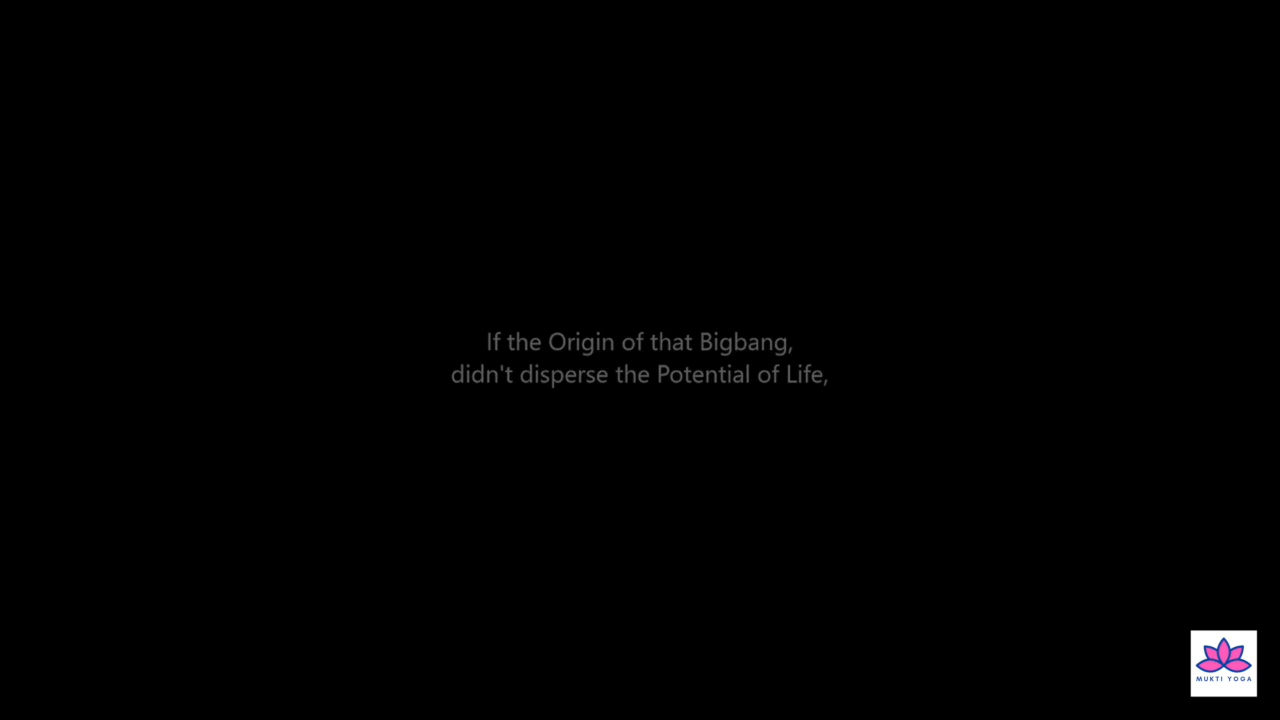 If the Origin of that Bigbang,
didn't disperse the Potential of Life,
MUKTI YOGA